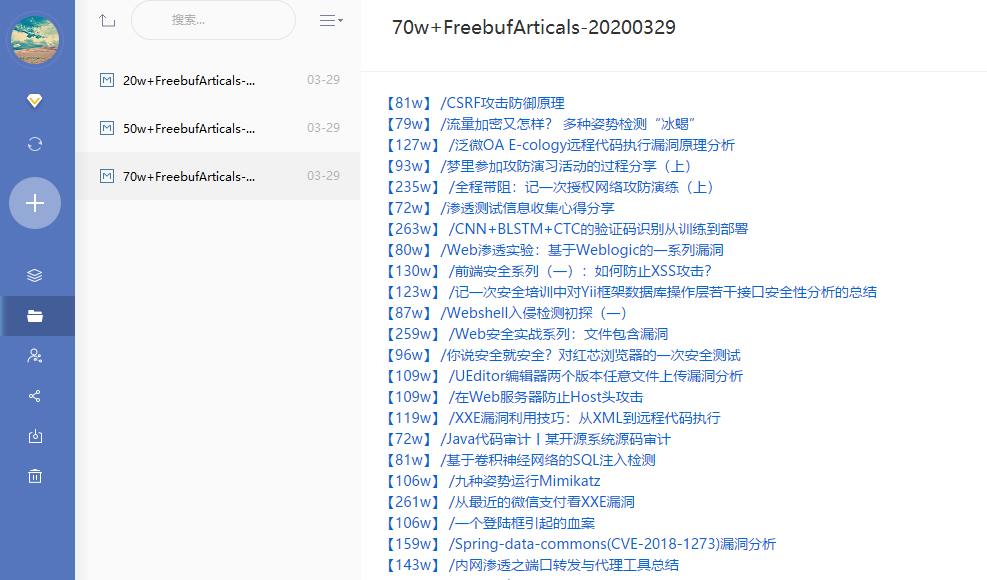 搜索...
20w+FreebufArticals-...
03-29
50w+FreebufArticals-...
03-29
70w+FreebufArticals-...
03-29
70w+FreebufArticals-20200329
【81w】 /CSRF攻击防御原理
【79w】 /流量加密又怎样？ 多种姿势检测“冰蝎”
【127w】 /泛微OA E-cology远程代码执行漏洞原理分析
【93w】 /梦里参加攻防演习活动的过程分享（上）
【235w】 /全程带阻：记一次授权网络攻防演练（上）
【72w】 /渗透测试信息收集心得分享
【263w】 /CNN+BLSTM+CTC的验证码识别从训练到部署
【80w】 /Web渗透实验：基于Weblogic的一系列漏洞
【130w】 /前端安全系列（一）：如何防止XSS攻击？
【123w】 /记一次安全培训中对Yii框架数据库操作层若干接口安全性分析的总结
【87w】 /Webshell入侵检测初探（一）
【259w】 /Web安全实战系列：文件包含漏洞
【96w】 /你说安全就安全？对红芯浏览器的一次安全测试
【109w】 /UEditor编辑器两个版本任意文件上传漏洞分析
【109w】 /在Web服务器防止Host头攻击
【119w】 /XXE漏洞利用技巧：从XML到远程代码执行
【72w】 /Java代码审计丨某开源系统源码审计
【81w】 /基于卷积神经网络的SQL注入检测
【106w】 /九种姿势运行Mimikatz
【261w】 /从最近的微信支付看XXE漏洞
【106w】 /一个登陆框引起的血案
【159w】 /Spring-data-commons(CVE-2018-1273)漏洞分析
【143w】 /内网渗透之端口转发与代理工具总结